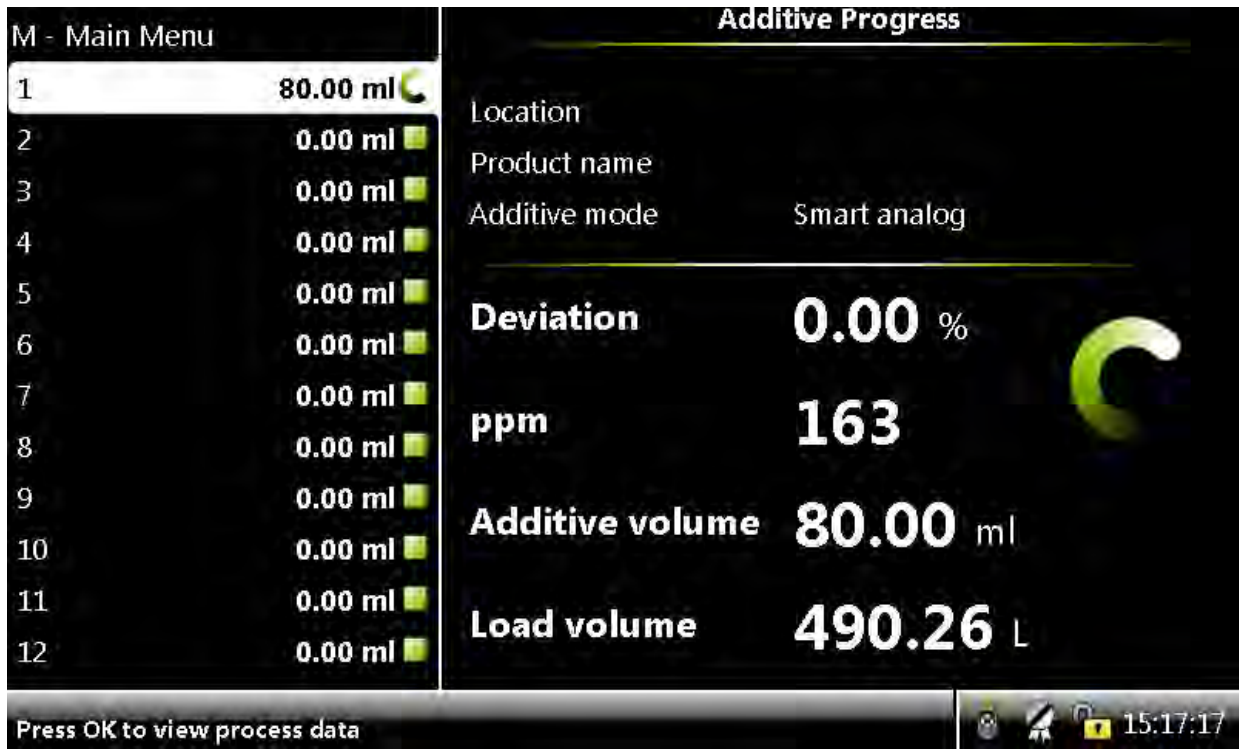 M - Main Menu
1 80.00 ml
2 0.00 ml
3 0.00 ml
4 0.00 ml
5 0.00 ml
6 0.00 ml
7 0.00 ml
8 0.00 ml
9 0.00 ml
10 0.00 ml
11 0.00 ml
12 0.00 ml
Additive Progress
Location
Product name
Additive mode Smart analog
Deviation 0.00 %
ppm 163
Additive volume 80.00 ml
Load volume 490.26 L
Press OK to view process data
15:17:17